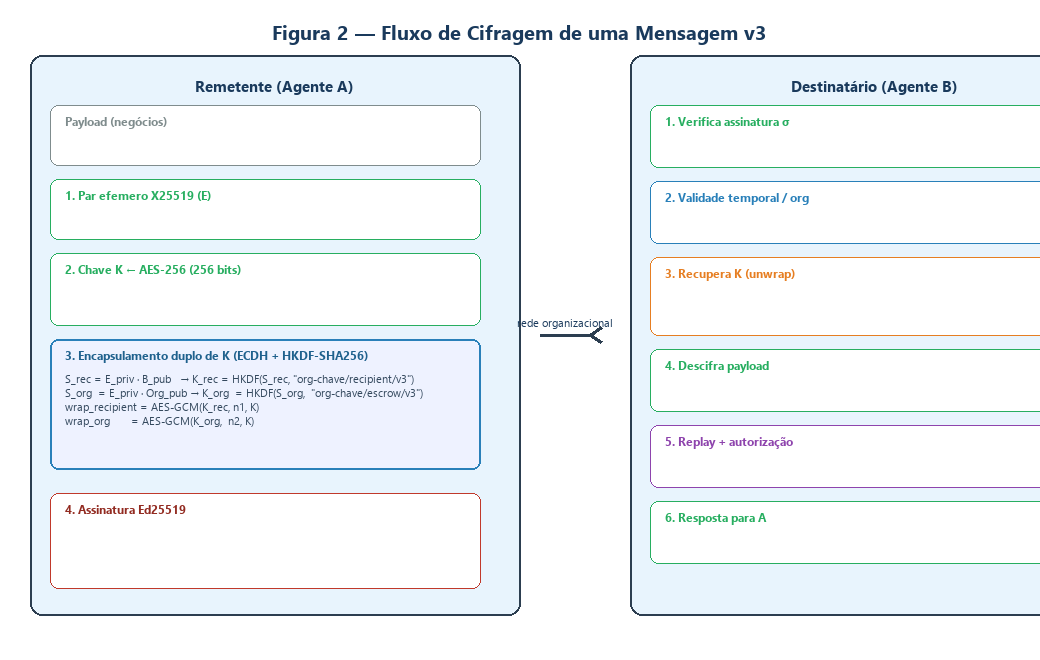 Figura 2 — Fluxo de Cifragem de uma Mensagem v3
Remetente (Agente A)
Payload (negócios)
1. Par efemero X25519 (E)
2. Chave K ← AES-256 (256 bits)
3. Encapsulamento duplo de K (ECDH + HKDF-SHA256)
S_rec = E_priv · B_pub → K_rec = HKDF(S_rec, "org-chave/recipient/v3")
S_org = E_priv · Org_pub → K_org = HKDF(S_org, "org-chave/escrow/v3")
wrap_recipient = AES-GCM(K_rec, n1, K)
wrap_org = AES-GCM(K_org, n2, K)
4. Assinatura Ed25519
rede organizacional
Destinatário (Agente B)
1. Verifica assinatura σ
2. Validade temporal / org
3. Recupera K (unwrap)
4. Descifra payload
5. Replay + autorização
6. Resposta para A